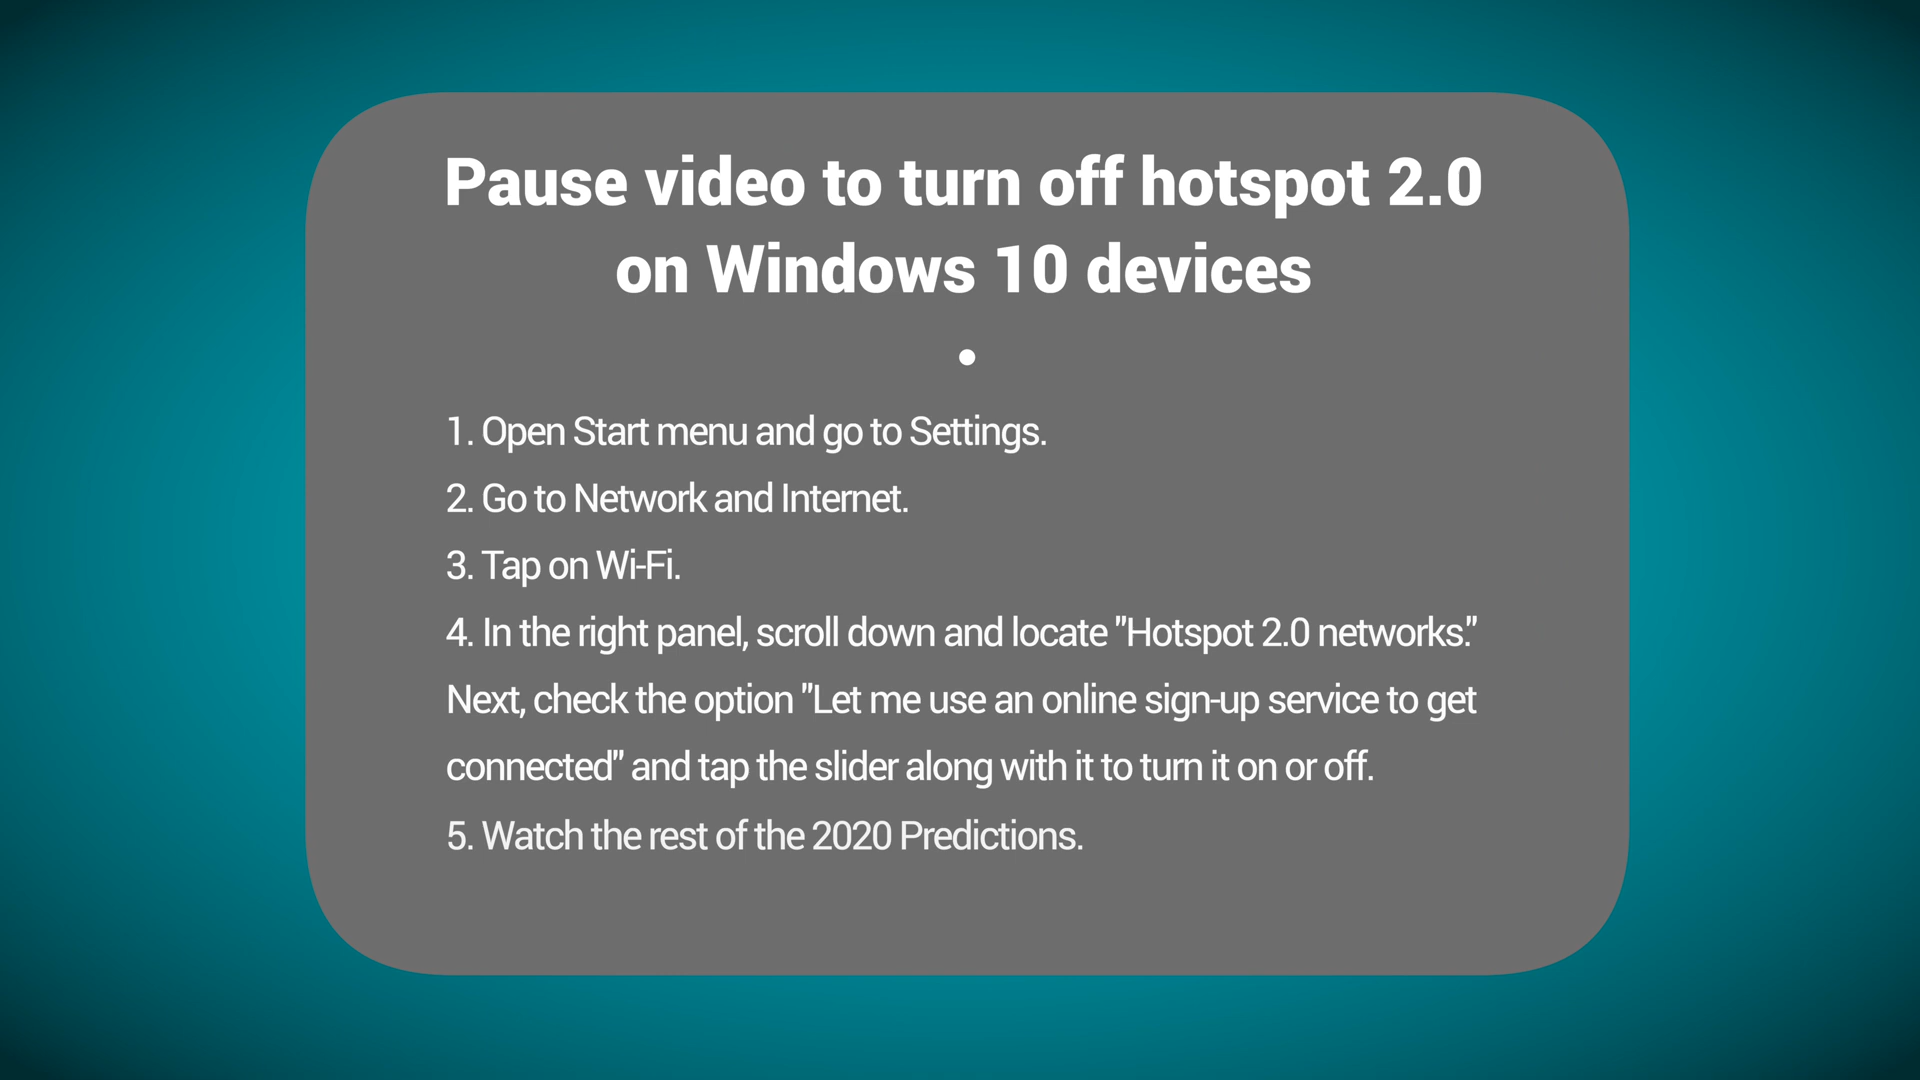 Pause video to turn off hotspot 2.0
on Windows 10 devices
•
1. Open Start menu and go to Settings.
2. Go to Network and Internet.
3. Tap on Wi-Fi.
4. In the right panel, scroll down and locate "Hotspot 2.0 networks."
Next, check the option "Let me use an online sign-up service to get
connected" and tap the slider along with it to turn it on or off.
5. Watch the rest of the 2020 Predictions.